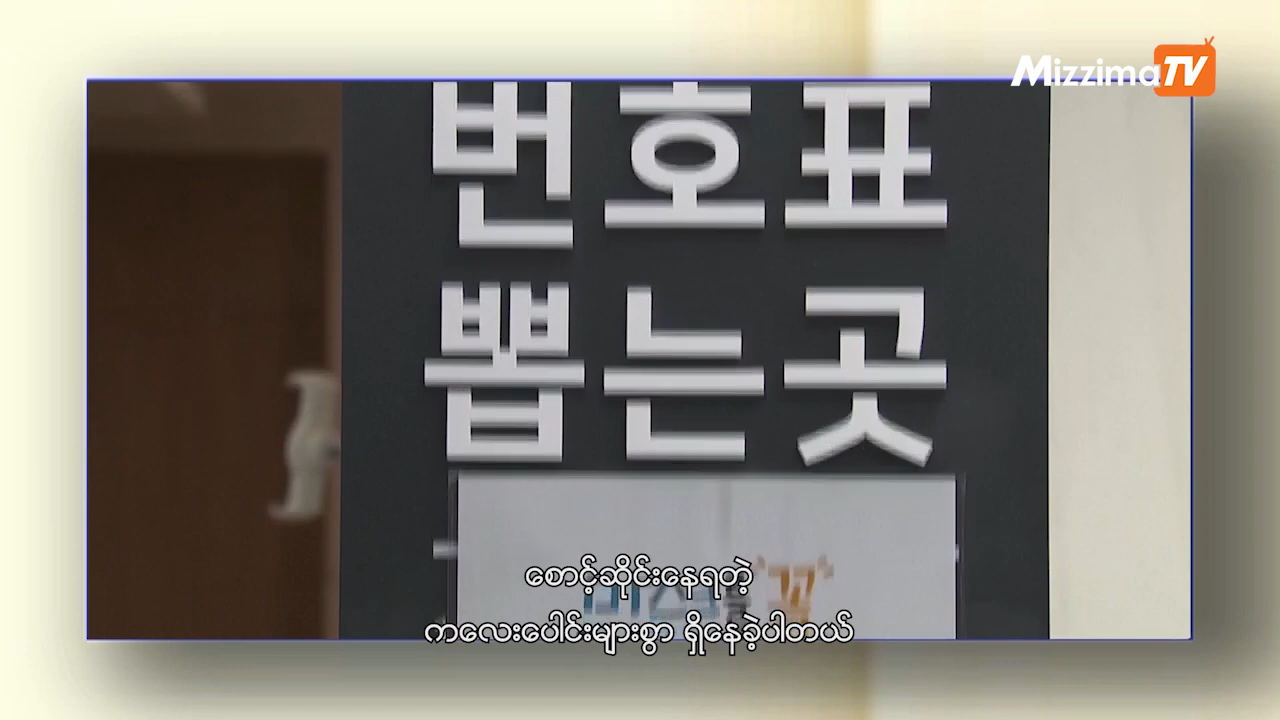 MizzimaTV
번호표
뽑는곳
꼭
စောင့်ဆိုင်းနေရတဲ့
ကလေးပေါင်းများစွာ ရှိနေခဲ့ပါတယ်